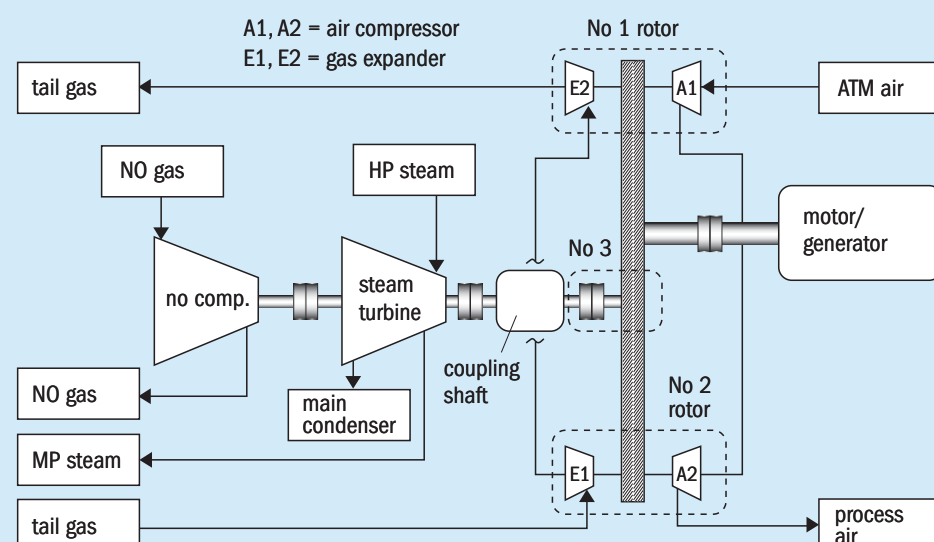 A1, A2 = air compressor
E1, E2 = gas expander
No 1 rotor
tail gas
E2
A1
ATM air
NO gas
HP steam
motor/
generator
No 3
no comp.
steam
turbine
coupling
shaft
NO gas
main
condenser
No 2
rotor
MP steam
E1
A2
tail gas
process
air